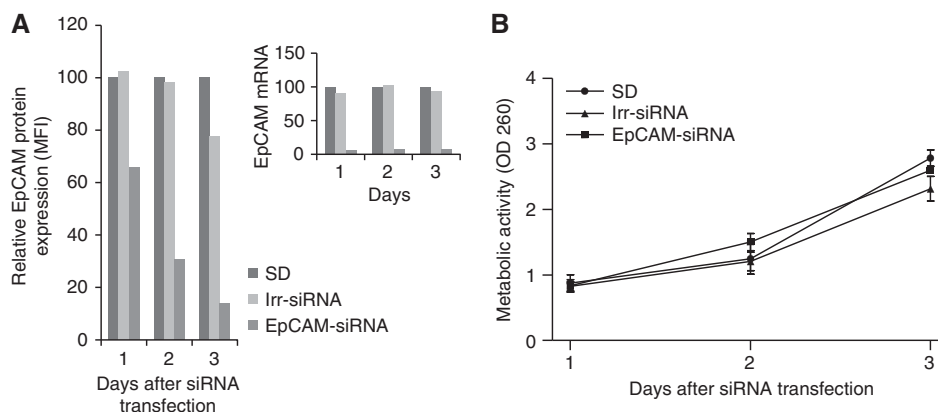 A
Relative EpCAM protein
expression (MFI)
120
100
80
60
40
20
0
1 2 3
Days after siRNA
transfection
EpCAM mRNA
150
100
50
0
1 2 3
Days
SD
Irr-siRNA
EpCAM-siRNA
B
Metabolic activity (OD 260)
4
3
2
1
0
SD
Irr-siRNA
EpCAM-siRNA
1 2 3
Days after siRNA transfection